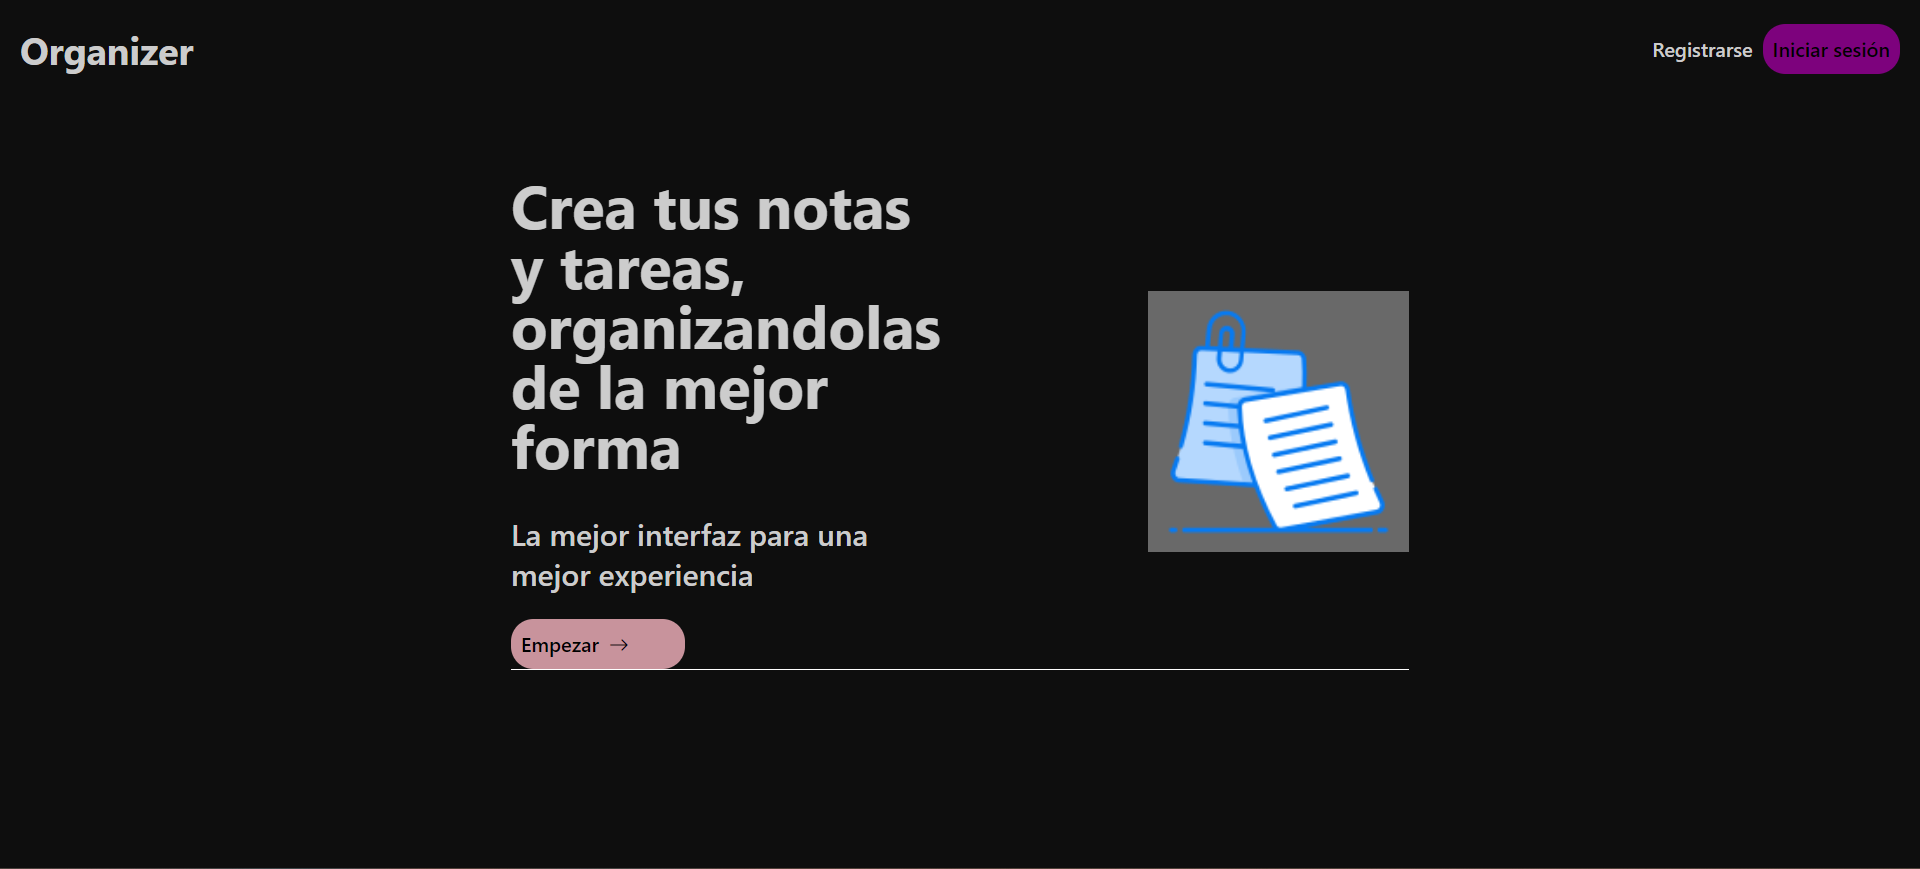 Organizer
Registrarse
Iniciar sesión
Crea tus notas
y tareas,
organizandolas
de la mejor
forma
La mejor interfaz para una
mejor experiencia
Empezar →